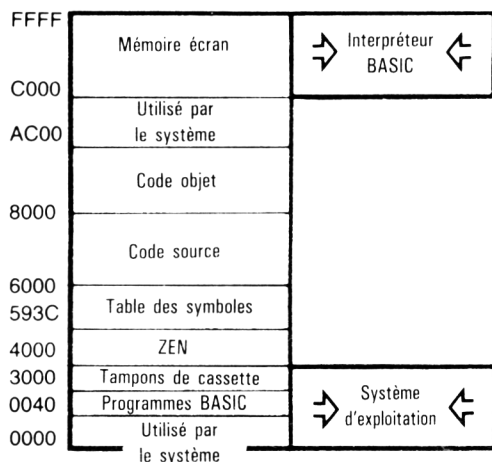 FFFF
Mémoire écran
Interpréteur
BASIC
C000
Utilisé par
le système
AC00
Code objet
8000
Code source
6000
593C
Table des symboles
4000
ZEN
3000
Tampons de cassette
0040
Programmes BASIC
Système
d'exploitation
0000
Utilisé par
le système